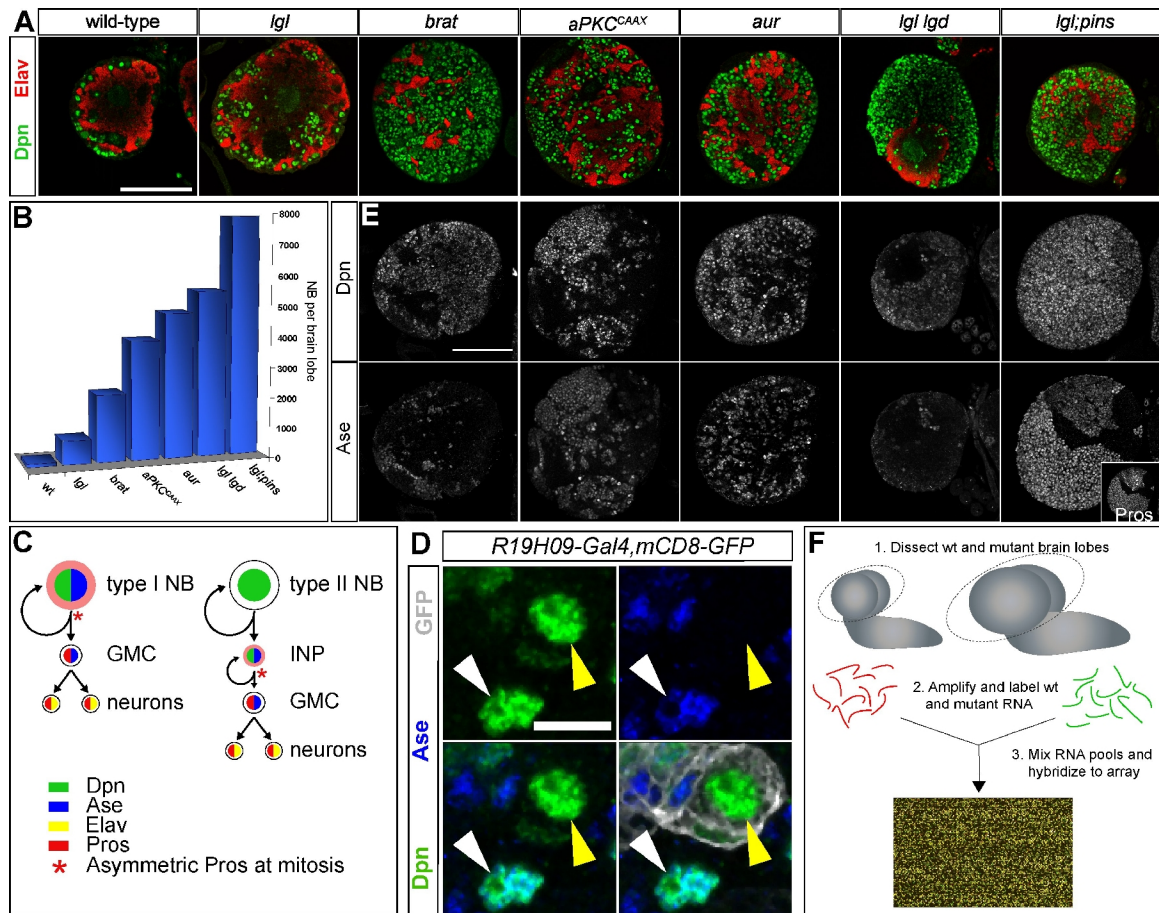 A
wild-type
lgl
brat
aPKCCAAX
aur
lgl lgd
lgl;pins
Dpn Elav
B
8000
7000
6000
5000
4000
3000
2000
1000
0
NB per brain lobe
wt
lgl
brat
aPKCCAAX
aur
lgl lgd
lgl;pins
E
Dpn
Ase
Pros
C
type I NB
type II NB
*
GMC
INP
*
neurons
GMC
neurons
Dpn
Ase
Elav
Pros
* Asymmetric Pros at mitosis
D
R19H09-Gal4,mCD8-GFP
Dpn Ase GFP
F
1. Dissect wt and mutant brain lobes
2. Amplify and label wt
and mutant RNA
3. Mix RNA pools and
hybridize to array